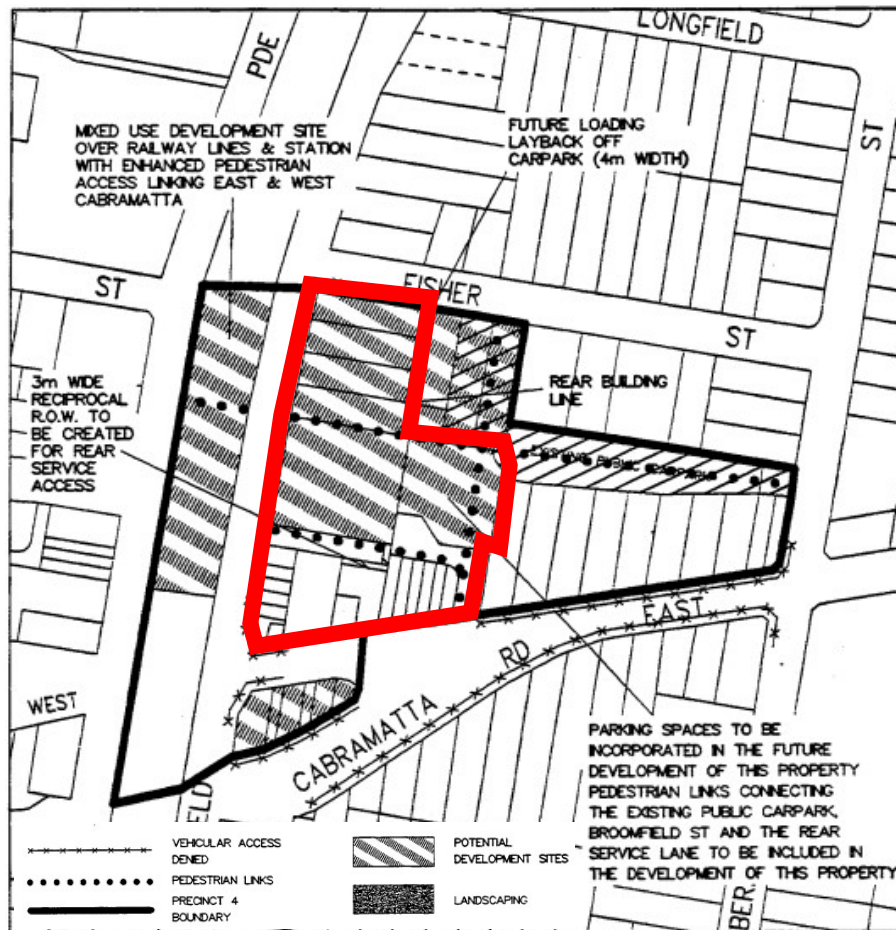 LONGFIELD
PDE
ST
MIXED USE DEVELOPMENT SITE
OVER RAILWAY LINES & STATION
WITH ENHANCED PEDESTRIAN
ACCESS LINKING EAST & WEST
CABRAMATTA
FUTURE LOADING
LAYBACK OFF
CARPARK (4m WIDTH)
ST
FISHER
ST
3m WIDE
RECIPROCAL
R.O.W. TO
BE CREATED
FOR REAR
SERVICE
ACCESS
REAR BUILDING
LINE
EXISTING PUBLIC CARPARK
EAST
RD
CABRAMATTA
WEST
PARKING SPACES TO BE
INCORPORATED IN THE FUTURE
DEVELOPMENT OF THIS PROPERTY
PEDESTRIAN LINKS CONNECTING
THE EXISTING PUBLIC CARPARK,
BROOMFIELD ST AND THE REAR
SERVICE LANE TO BE INCLUDED IN
THE DEVELOPMENT OF THIS PROPERTY
ELD
BER
VEHICULAR ACCESS
DENIED
PEDESTRIAN LINKS
PRECINCT 4
BOUNDARY
POTENTIAL
DEVELOPMENT SITES
LANDSCAPING